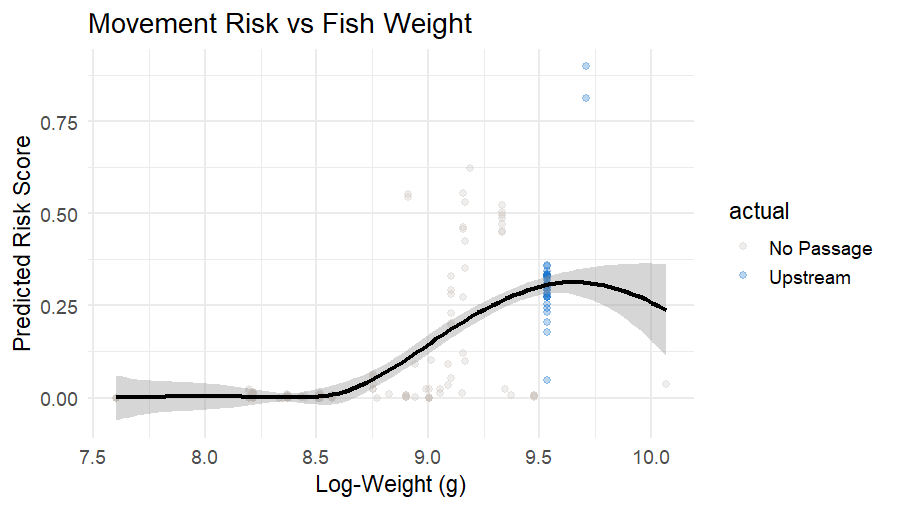 Movement Risk vs Fish Weight
Predicted Risk Score
0.75
0.50
0.25
0.00
7.5 8.0 8.5 9.0 9.5 10.0
Log-Weight (g)
actual
No Passage
Upstream